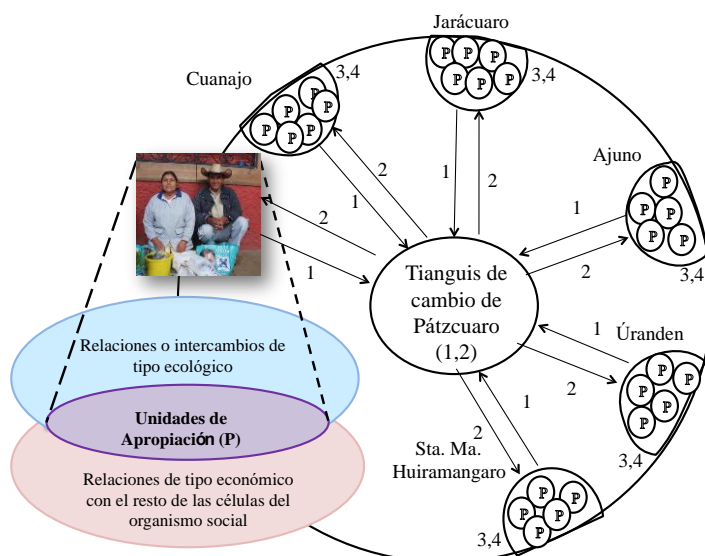 Jarácuaro
P P P P
P P P
3,4
Cuanajo
3,4
P
P P
P P P
Ajuno
P
P P
P P
3,4
1
2
1
2
1
2
1
2
Tianguis de
cambio de
Pátzcuaro
(1,2)
2
1
Úranden
1
2
P
P P
P
P
3,4
1
2
Sta. Ma.
Huiramangaro
P P
P P
P
3,4
Relaciones o intercambios de
tipo ecológico
Unidades de
Apropiación (P)
Relaciones de tipo económico
con el resto de las células del
organismo social